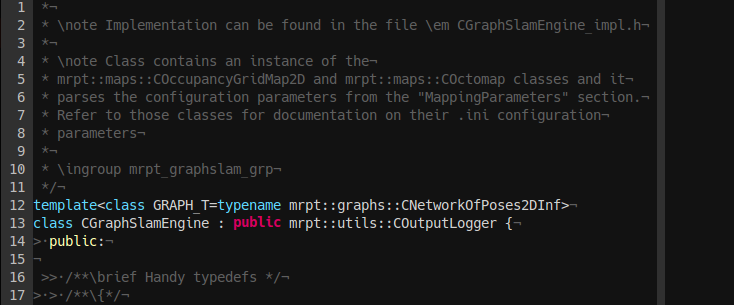 1 *¬
2 * \note Implementation can be found in the file \em CGraphSlamEngine_impl.h¬
3 *¬
4 * \note Class contains an instance of the¬
5 * mrpt::maps::COccupancyGridMap2D and mrpt::maps::COctomap classes and it¬
6 * parses the configuration parameters from the "MappingParameters" section.¬
7 * Refer to those classes for documentation on their .ini configuration¬
8 * parameters¬
9 *¬
10 * \ingroup mrpt_graphslam_grp¬
11 */¬
12 template<class GRAPH_T=typename mrpt::graphs::CNetworkOfPoses2DInf>¬
13 class CGraphSlamEngine : public mrpt::utils::COutputLogger {¬
14 >·public:¬
15 ¬
16 >>·/**\brief Handy typedefs */¬
17 >·>·/**\{*/¬